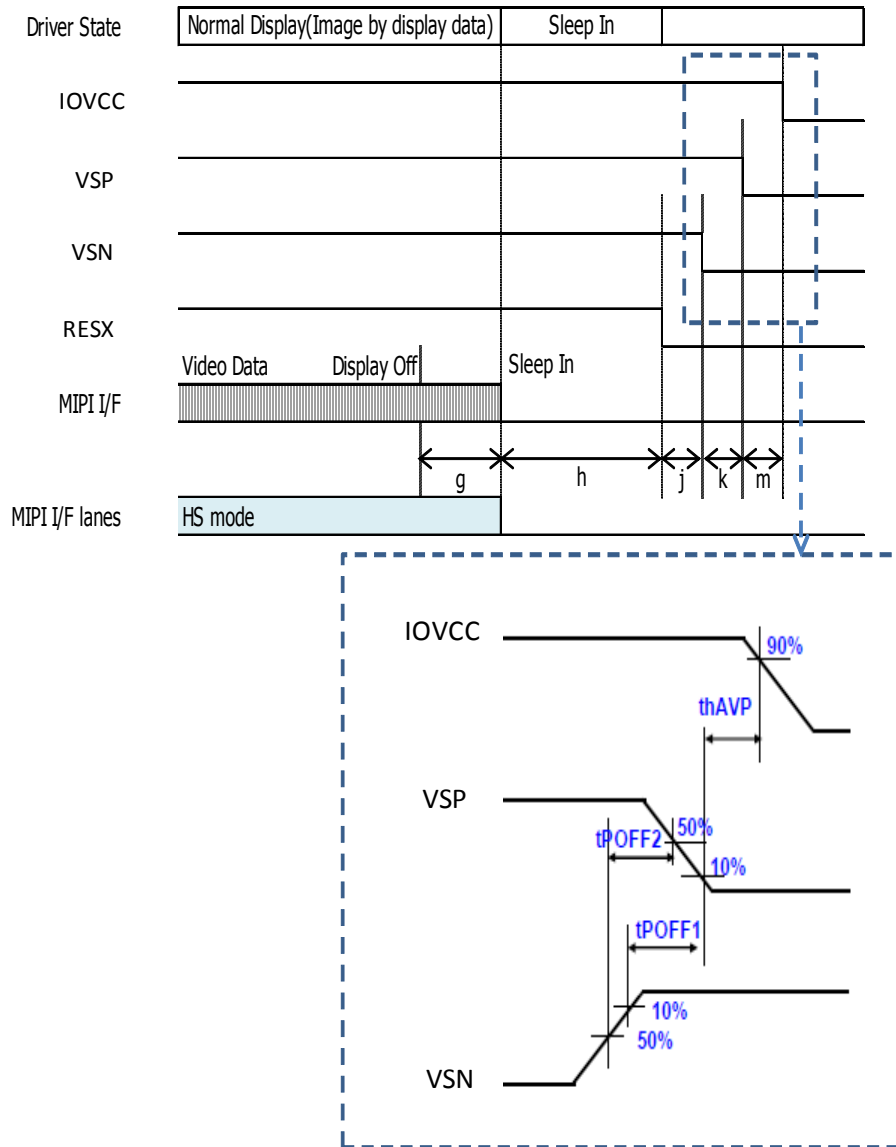 Driver State
Normal Display(Image by display data)
Sleep In
IOVCC
VSP
VSN
RESX
Video Data
Display Off
Sleep In
MIPI I/F
g
h
j
k
m
MIPI I/F lanes
HS mode
IOVCC
90%
thAVP
VSP
50%
tPOFF2
10%
tPOFF1
10%
50%
VSN